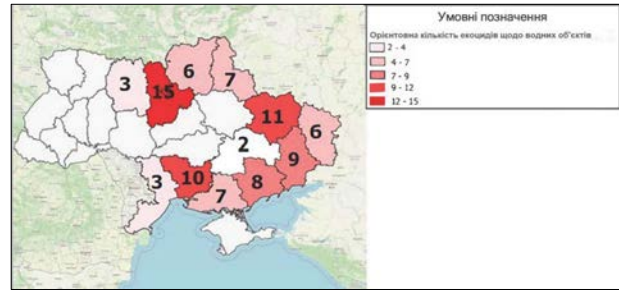 Умовні позначення
Орієнтовна кількість екоцидів щодо водних об'єктів
2 - 4
4 - 7
7 - 9
9 - 12
12 - 15
3
6
7
15
11
6
2
9
3
10
8
7